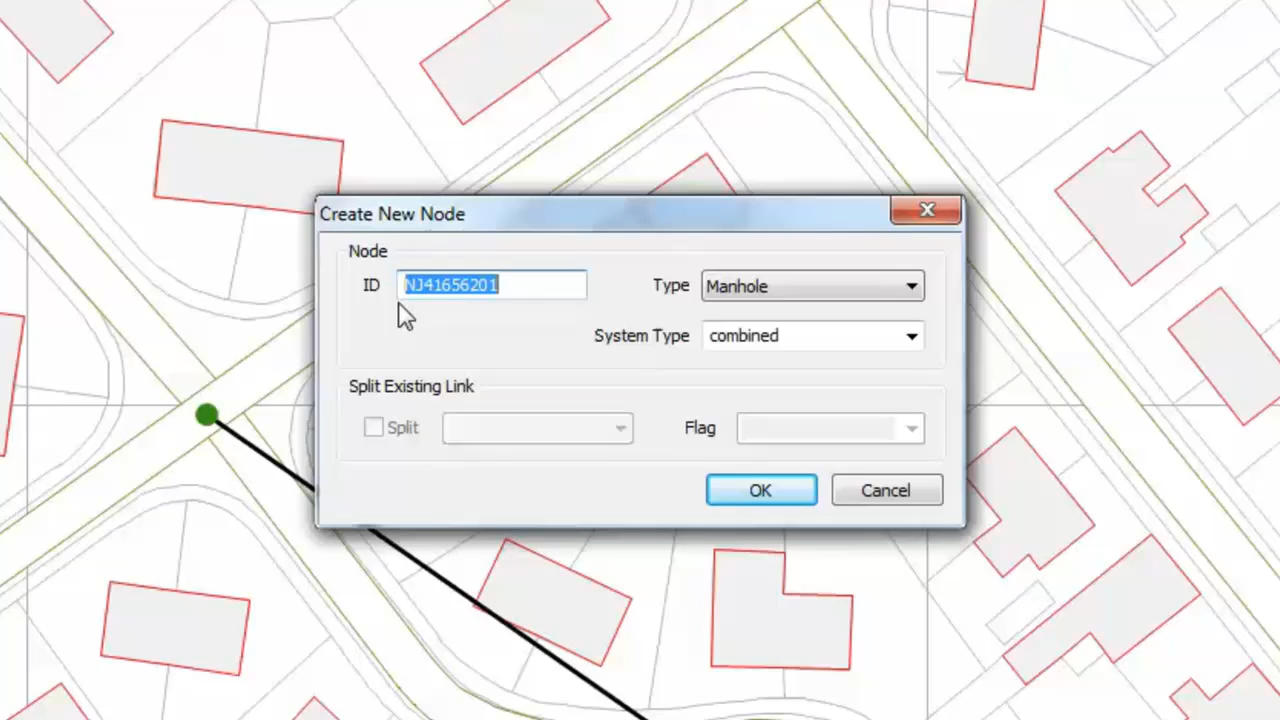 Create New Node
Node
ID NJ41656201 Type Manhole
System Type combined
Split Existing Link
Split Flag
OK Cancel